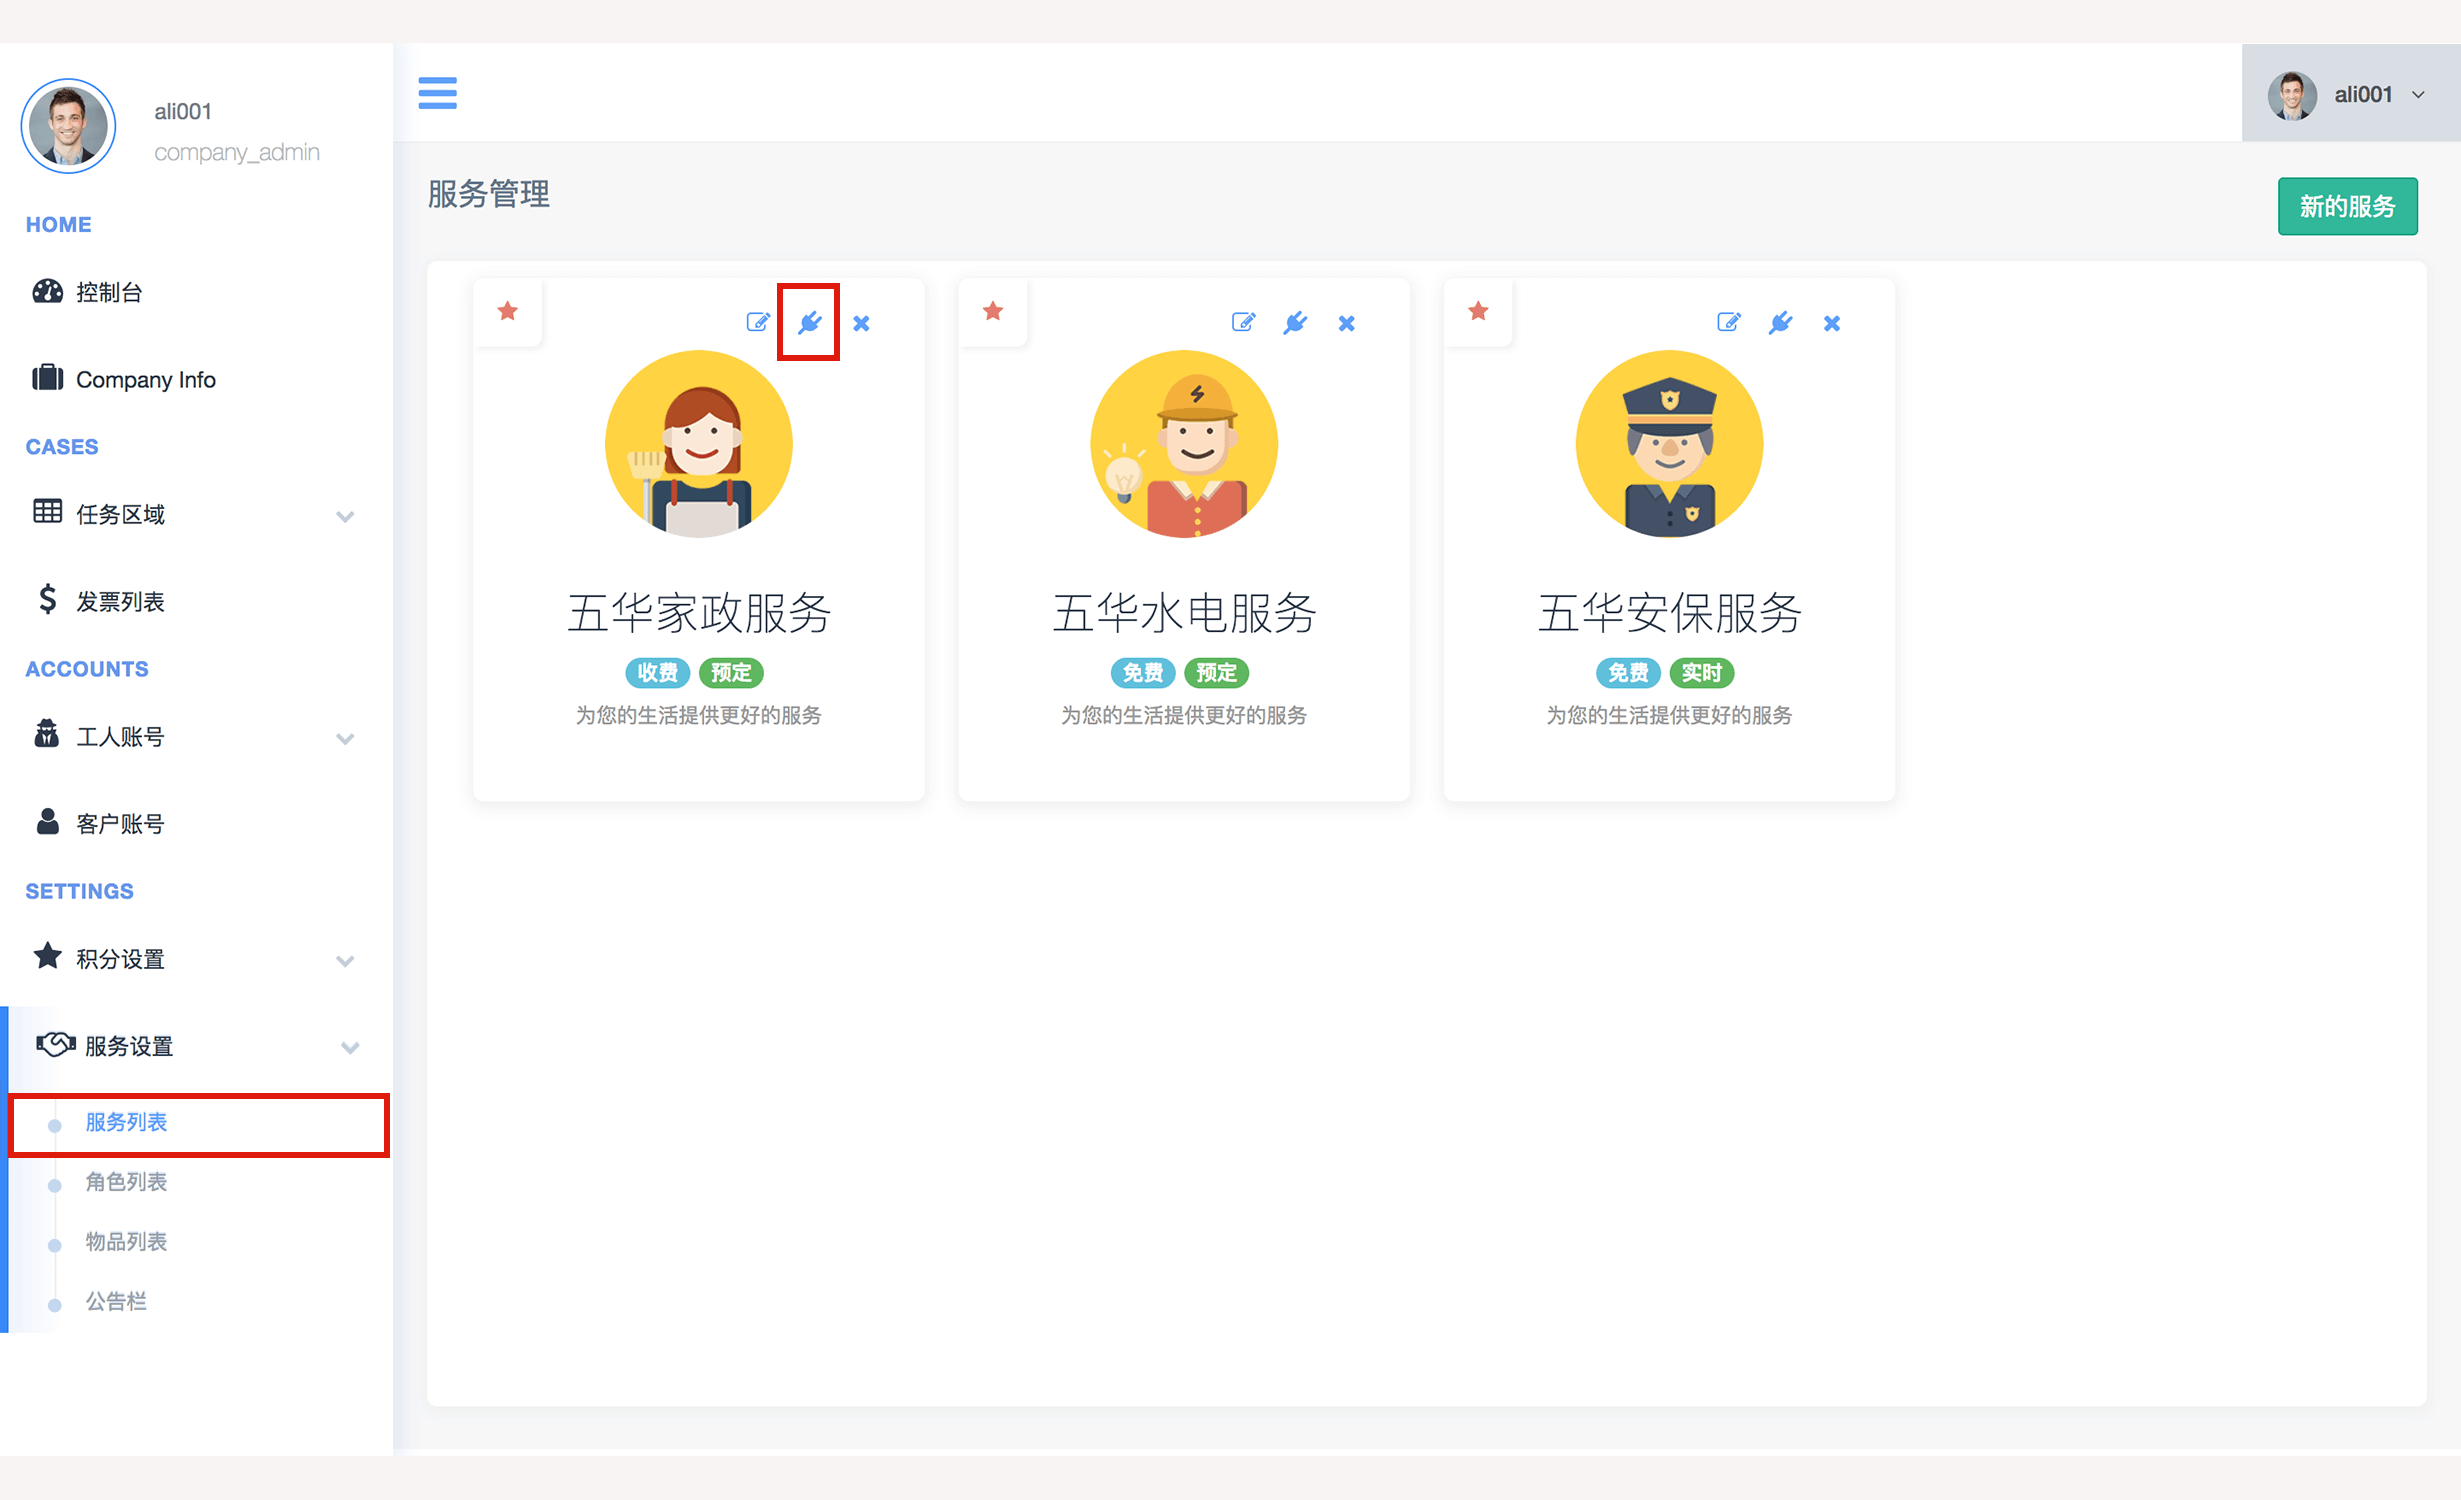 ali001
company_admin
HOME
控制台
Company Info
CASES
任务区域
发票列表
ACCOUNTS
工人账号
客户账号
SETTINGS
积分设置
服务设置
服务列表
角色列表
物品列表
公告栏
ali001
服务管理
新的服务
五华家政服务
收费 预定
为您的生活提供更好的服务
五华水电服务
免费 预定
为您的生活提供更好的服务
五华安保服务
免费 实时
为您的生活提供更好的服务